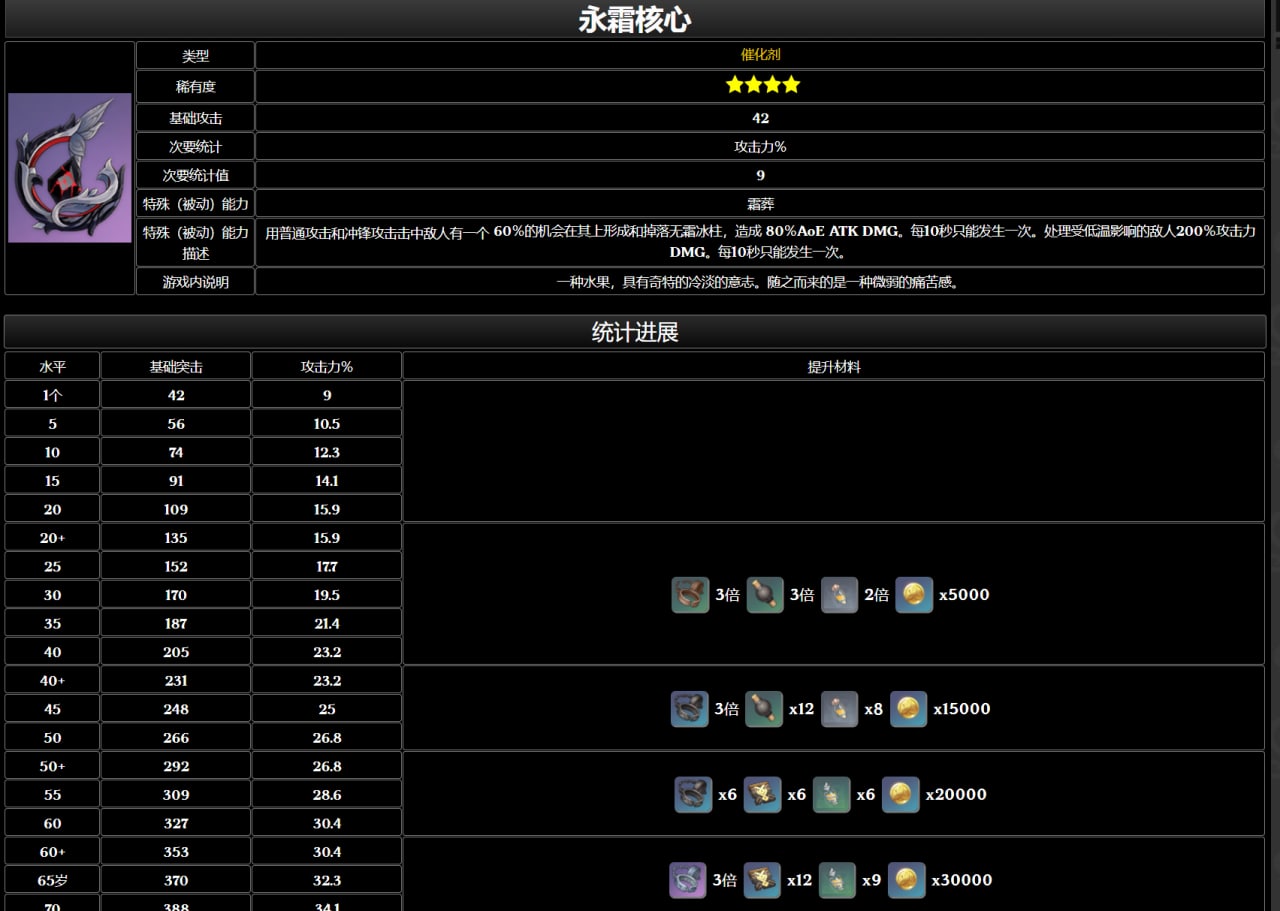 永霜核心
类型 催化剂
稀有度
基础攻击 42
次要统计 攻击力%
次要统计值 9
特殊（被动）能力 霜葬
特殊（被动）能力描述 用普通攻击和冲锋攻击击中敌人有一个 60%的机会在其上形成和掉落无霜冰柱，造成 80%AoE ATK DMG。每10秒只能发生一次。处理受低温影响的敌人200%攻击力
DMG。每10秒只能发生一次。
游戏内说明 一种水果，具有奇特的冷淡的意志。随之而来的是一种微弱的痛苦感。
统计进展
水平 基础突击 攻击力% 提升材料
1个 42 9
5 56 10.5
10 74 12.3
15 91 14.1
20 109 15.9
20+ 135 15.9
25 152 17.7
30 170 19.5
3倍 3倍 2倍 x5000
35 187 21.4
40 205 23.2
40+ 231 23.2
45 248 25
3倍 x12 x8 x15000
50 266 26.8
50+ 292 26.8
55 309 28.6
x6 x6 x6 x20000
60 327 30.4
60+ 353 30.4
65岁 370 32.3
3倍 x12 x9 x30000
70 388 34.1